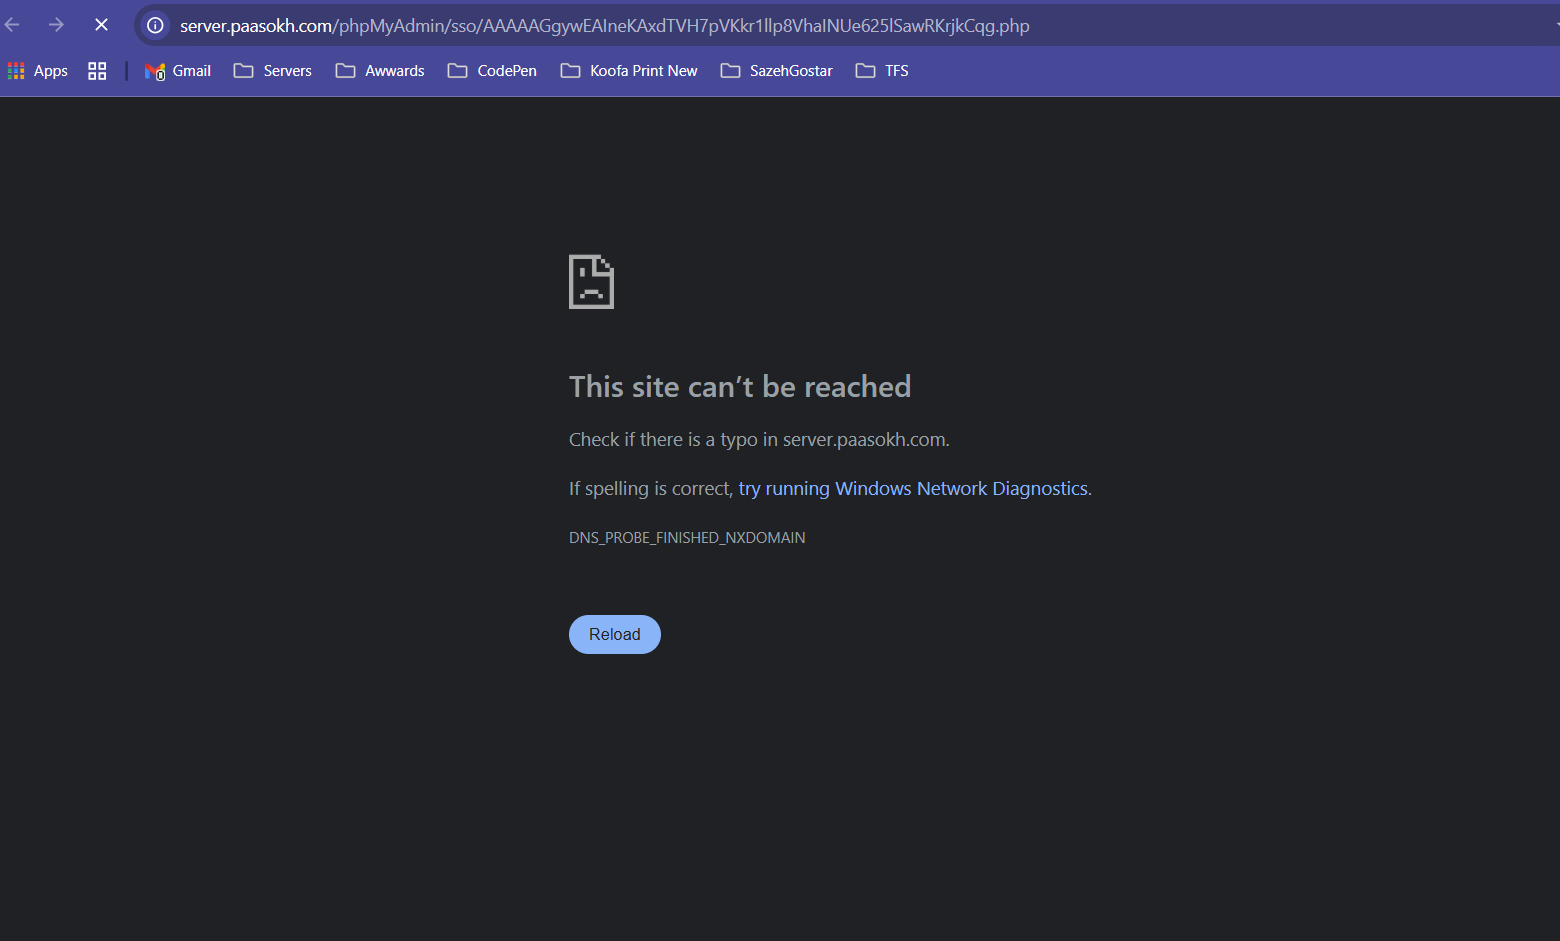 server.paasokh.com/phpMyAdmin/sso/AAAAAGgywEAIneKAxdTVH7pVKkr1llp8VhaINUe625lSawRKrjkCqg.php
Apps Gmail Servers Awwards CodePen Koofa Print New SazehGostar TFS
This site can’t be reached
Check if there is a typo in server.paasokh.com.
If spelling is correct, try running Windows Network Diagnostics.
DNS_PROBE_FINISHED_NXDOMAIN
Reload